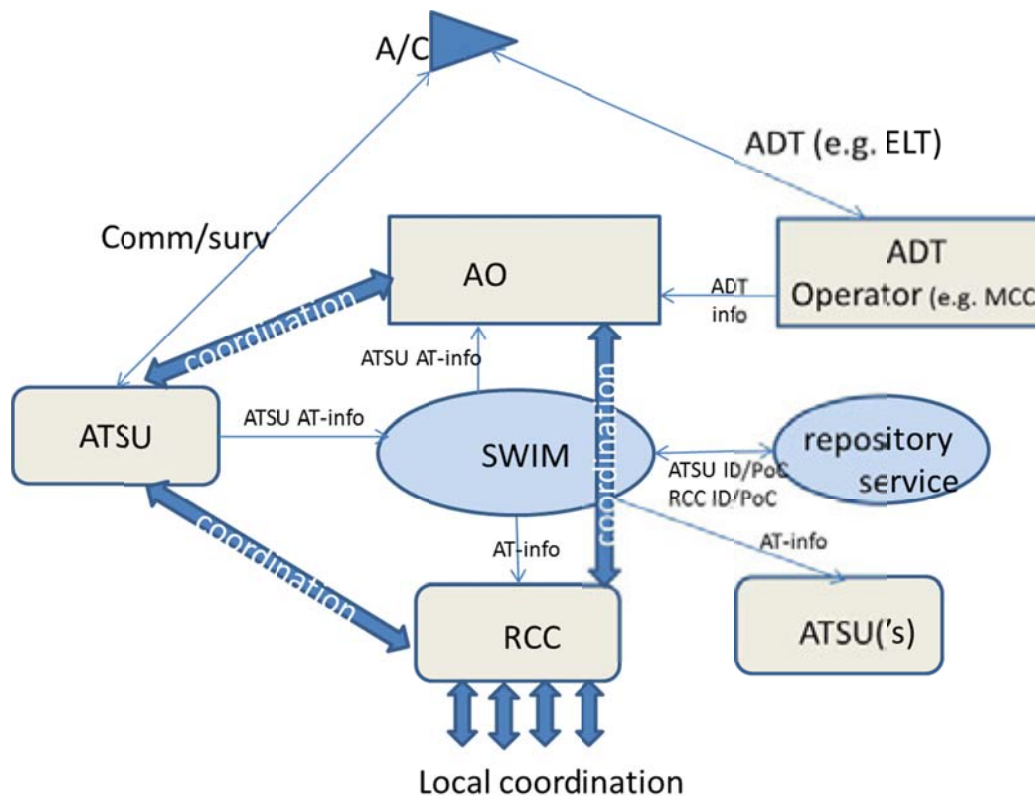 A/C
ADT (e.g. ELT)
Comm/surv
AO
ADT
Operator (e.g. MCC
ADT
info
coordination
ATSU AT-info
coordination
ATSU
ATSU AT-info
SWIM
repository
service
ATSU ID/PoC
RCC ID/PoC
coordination
AT-info
AT-info
RCC
ATSU('s)
Local coordination